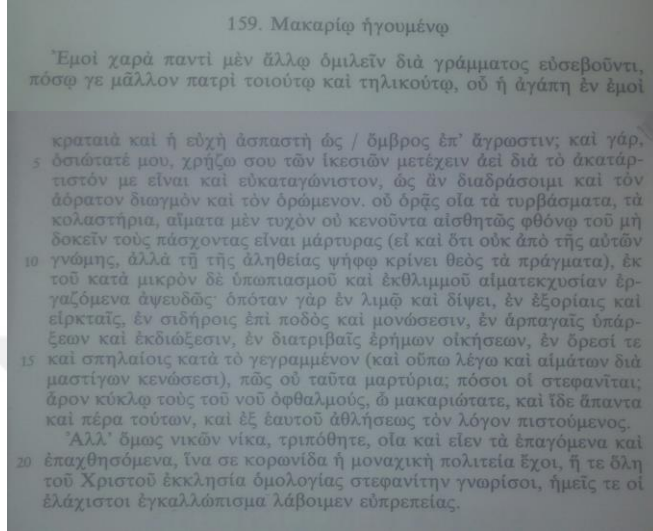 159. Μακαρίῳ ἡγουμένῳ
Ἐμοὶ χαρὰ παντὶ μὲν ἄλλῳ ὁμιλεῖν διὰ γράμματος εὐσεβοῦντι,
πόσῳ γε μᾶλλον πατρὶ τοιούτῳ καὶ τηλικούτῳ, οὗ ἡ ἀγάπη ἐν ἐμοὶ
κραταιὰ καὶ ἡ εὐχὴ ἀσπαστὴ ὡς / ὄμβρος ἐπ' ἄγρωστιν; καὶ γάρ,
5 ὁσιώτατέ μου, χρῄζω σου τῶν ἱκεσιῶν μετέχειν ἀεὶ διὰ τὸ ἀκατάρ-
τιστόν με εἶναι καὶ εὐκαταγώνιστον, ὡς ἂν διαδράσοιμι καὶ τὸν
ἀόρατον διωγμὸν καὶ τὸν ὁρώμενον. οὐ ὁρᾷς οἷα τὰ τυρβάσματα, τὰ
κολαστήρια, αἵματα μὲν τυχὸν οὐ κενοῦντα αἰσθητῶς φθόνῳ τοῦ μὴ
δοκεῖν τοὺς πάσχοντας εἶναι μάρτυρας (εἰ καὶ ὅτι οὐκ ἀπὸ τῆς αὐτῶν
10 γνώμης, ἀλλὰ τῇ τῆς ἀληθείας ψήφῳ κρίνει θεὸς τὰ πράγματα), ἐκ
τοῦ κατὰ μικρὸν δὲ ὑπωπιασμοῦ καὶ ἐκθλιμμοῦ αἱματεκχυσίαν ἐρ-
γαζόμενα ἀψευδῶς· ὁπόταν γὰρ ἐν λιμῷ καὶ δίψει, ἐν ἐξορίαις καὶ
εἱρκταῖς, ἐν σιδήροις ἐπὶ ποδὸς καὶ μονώσεσιν, ἐν ἁρπαγαῖς ὑπάρ-
ξεων καὶ ἐκδιώξεσιν, ἐν διατριβαῖς ἐρήμων οἰκήσεων, ἐν ὄρεσί τε
15 καὶ σπηλαίοις κατὰ τὸ γεγραμμένον (καὶ οὔπω λέγω καὶ αἱμάτων διὰ
μαστίγων κενώσεσι), πῶς οὐ ταῦτα μαρτύρια; πόσοι οἱ στεφανῖται;
ἆρον κύκλῳ τοὺς τοῦ νοῦ ὀφθαλμούς, ὦ μακαριώτατε, καὶ ἴδε ἅπαντα
καὶ πέρα τούτων, καὶ ἐξ ἑαυτοῦ ἀθλήσεως τὸν λόγον πιστούμενος.
Ἀλλ' ὅμως νικῶν νίκα, τριπόθητε, οἷα καὶ εἶεν τὰ ἐπαγόμενα καὶ
20 ἐπαχθησόμενα, ἵνα σε κορωνίδα ἡ μοναχικὴ πολιτεία ἔχοι, ἥ τε ὅλη
τοῦ Χριστοῦ ἐκκλησία ὁμολογίας στεφανίτην γνωρίσοι, ἡμεῖς τε οἱ
ἐλάχιστοι ἐγκαλλώπισμα λάβοιμεν εὐπρεπείας.